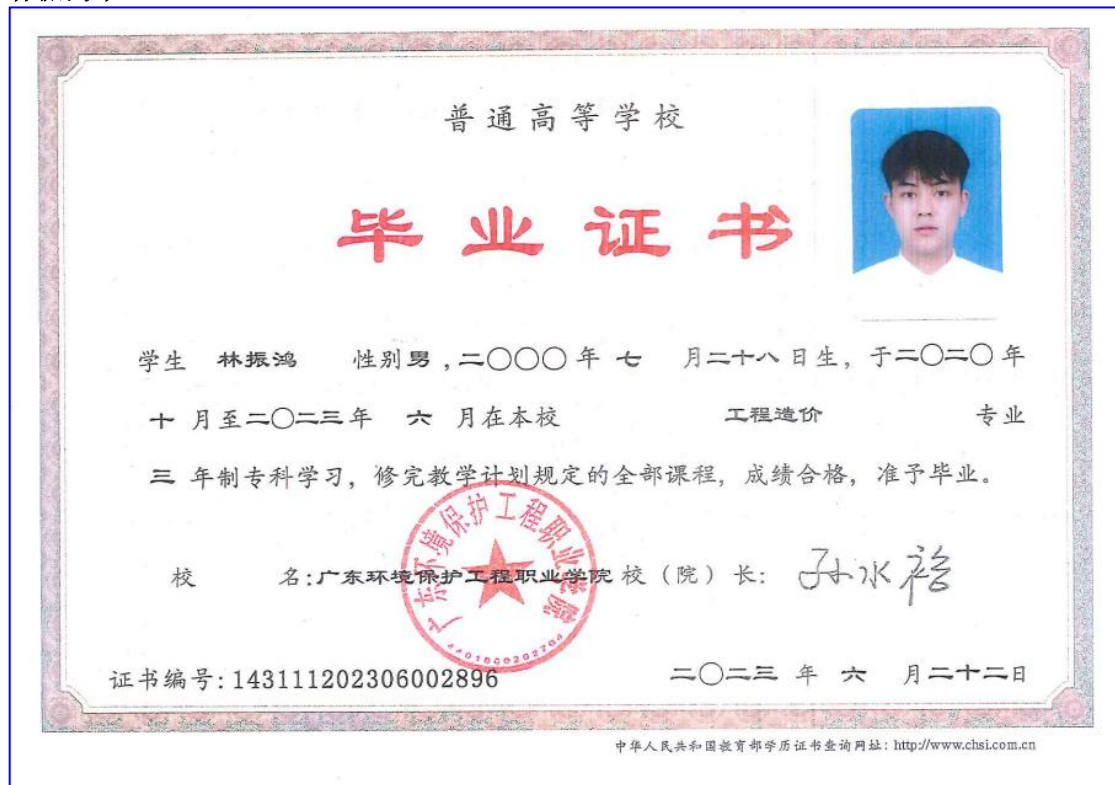 普通高等学校
毕业证书
学生 林振鸿 性别男，二〇〇〇年 七 月二十八日生，于二〇二〇年
十 月至二〇二三年 六 月在本校 工程造价 专业
三 年制专科学习，修完教学计划规定的全部课程，成绩合格，准予毕业。
校 名：广东环境保护工程职业学院 校（院）长： 孙水裕
广东环境保护工程职业学院
证书编号：143111202306002896 二〇二三 年 六 月二十二日
中华人民共和国教育部学历证书查询网址：http://www.chsi.com.cn